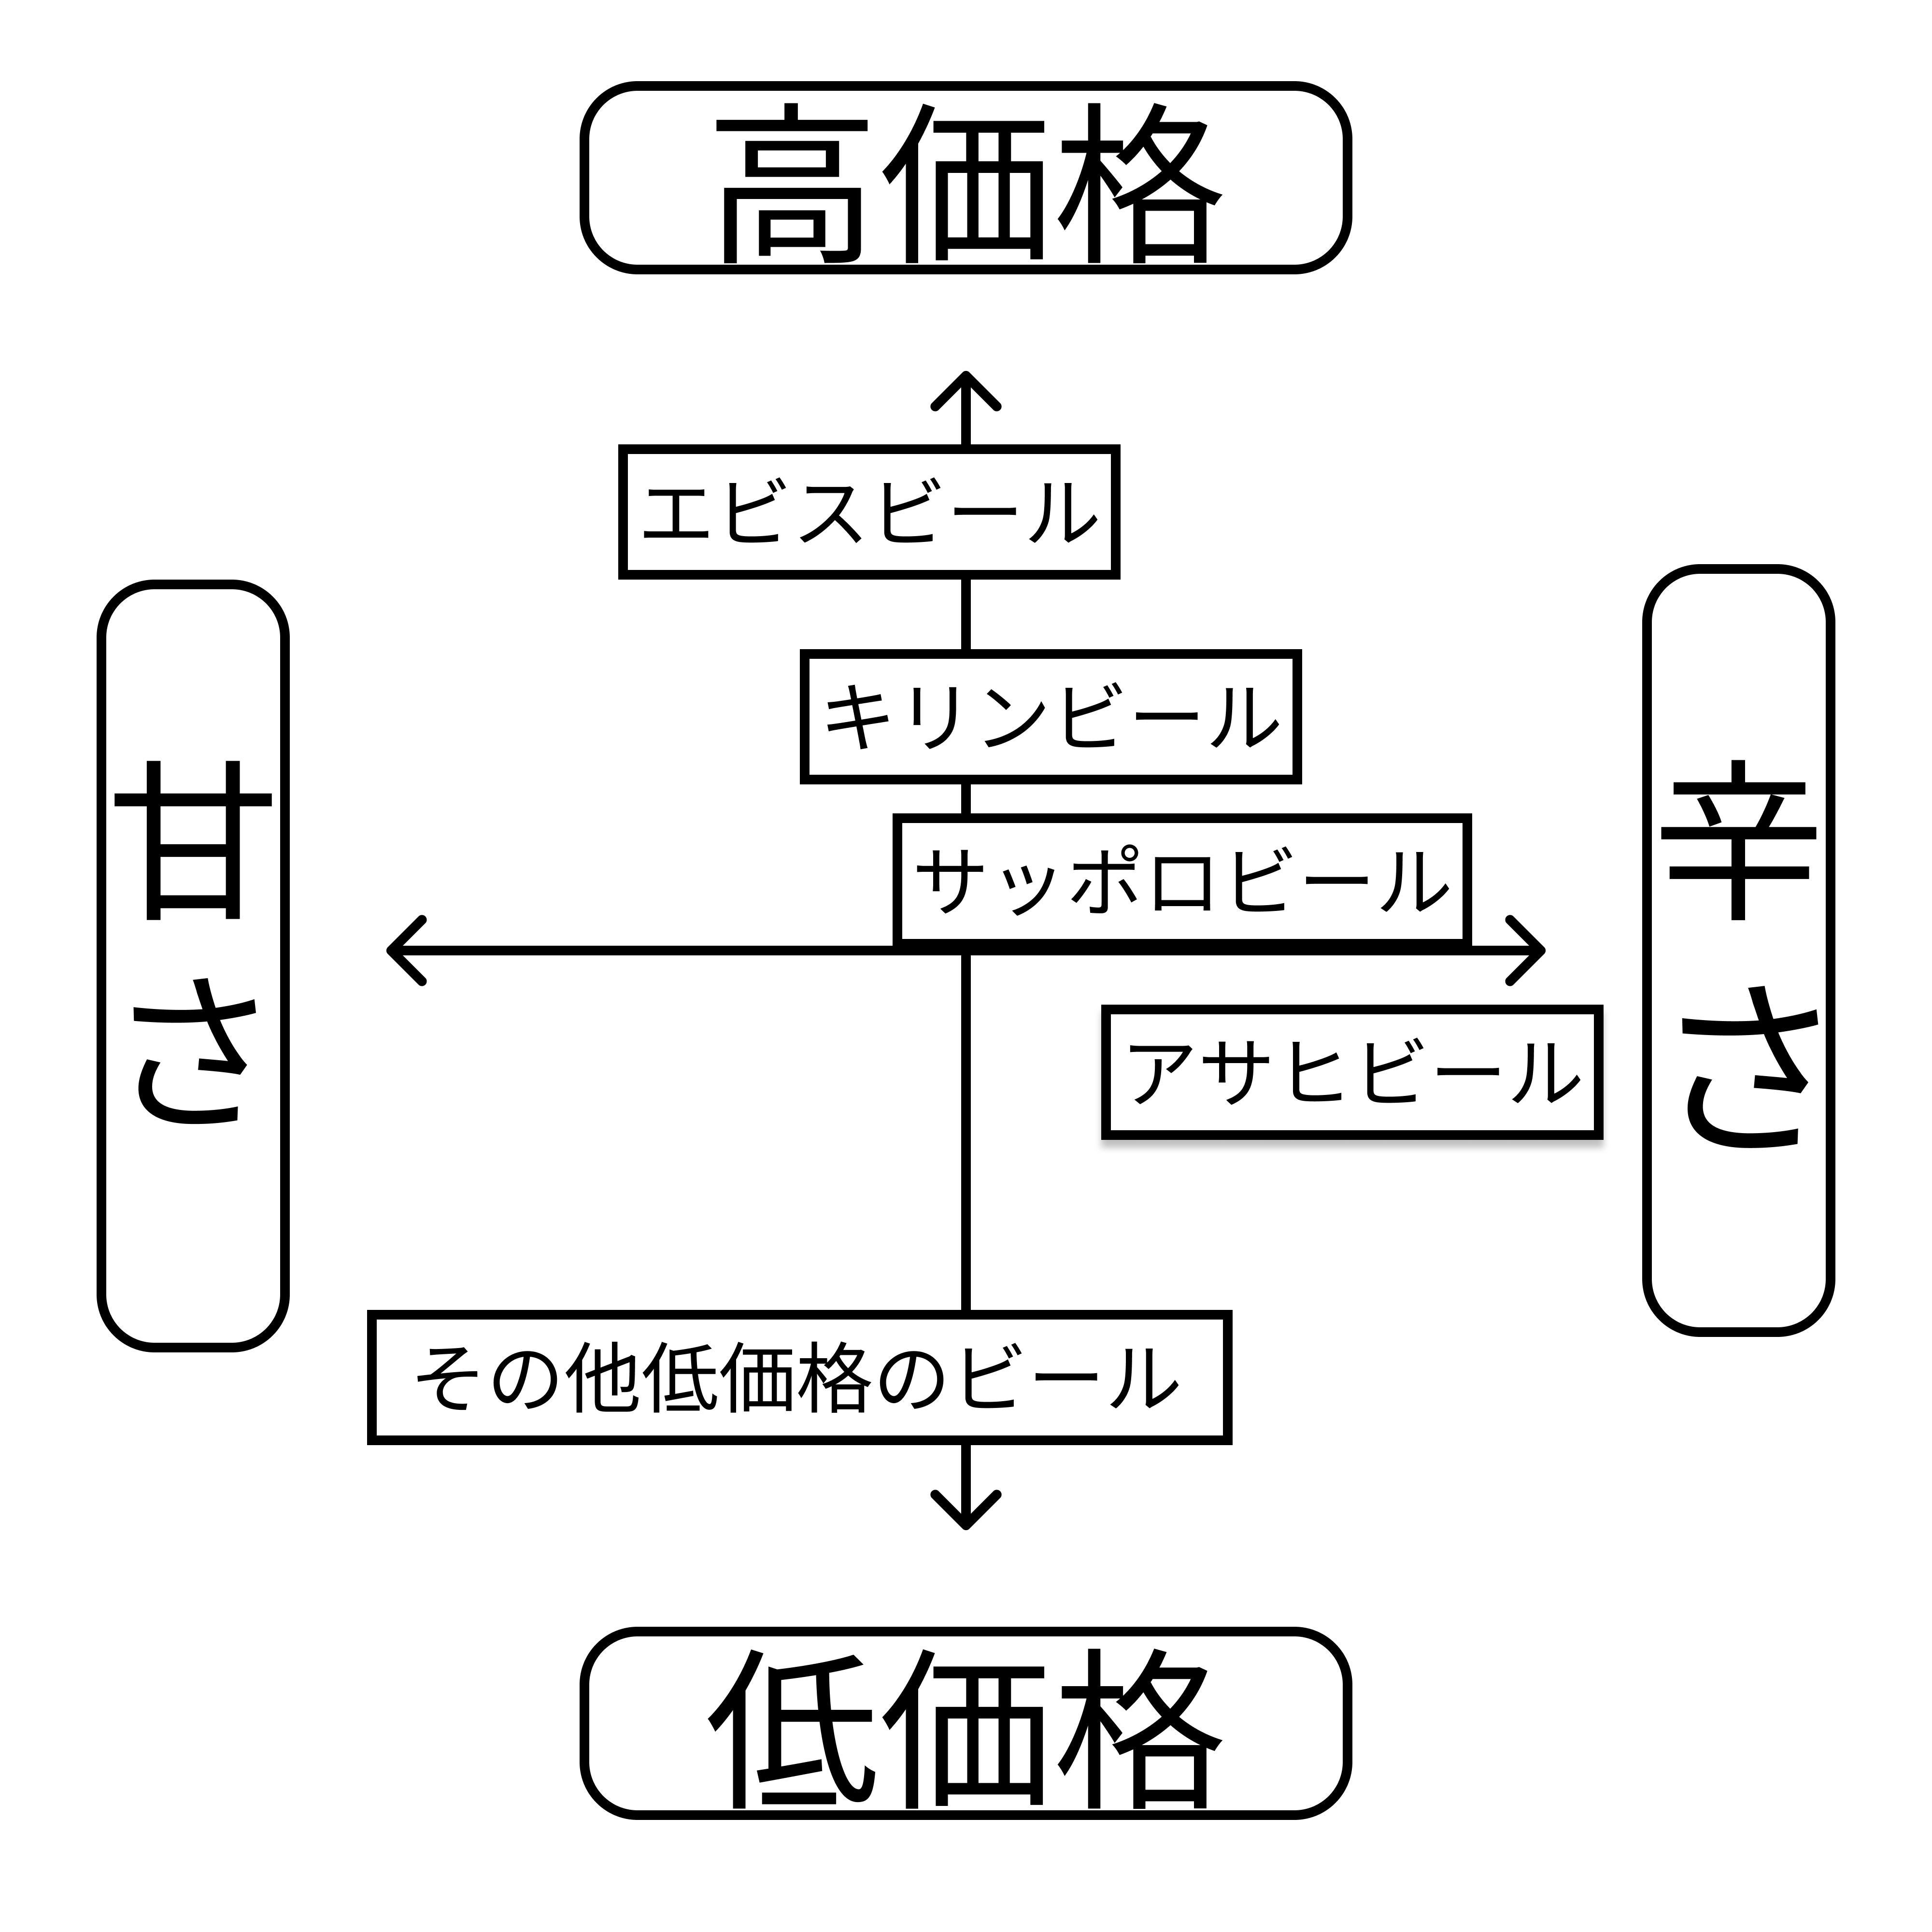 高価格
エビスビール
キリンビール
サッポロビール
甘さ
辛さ
アサヒビール
その他低価格のビール
低価格